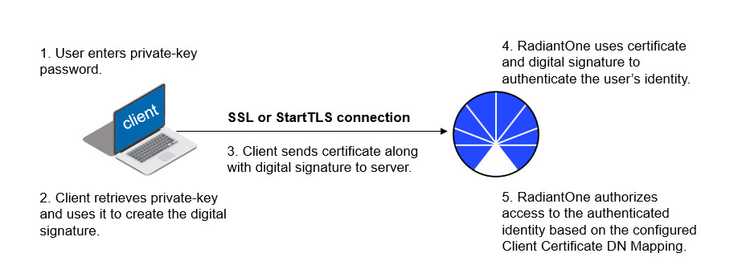 1. User enters private-key
password.
client
2. Client retrieves private-key
and uses it to create the digital
signature.
SSL or StartTLS connection
3. Client sends certificate along
with digital signature to server.
4. RadiantOne uses certificate
and digital signature to
authenticate the user’s identity.
5. RadiantOne authorizes
access to the authenticated
identity based on the configured
Client Certificate DN Mapping.